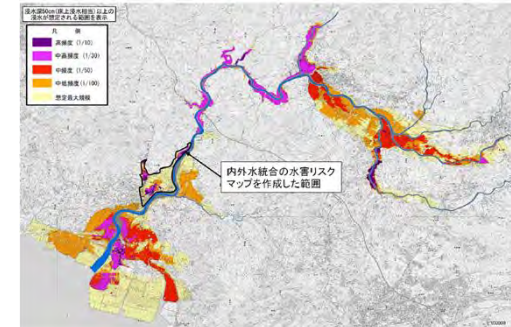 浸水深50cm(床上浸水相当)以上の
浸水が想定される範囲を表示
凡 例
高頻度 (1/10)
中高頻度 (1/30)
中頻度 (1/50)
中低頻度(1/100)
想定最大規模
内外水統合の水害リスク
マップを作成した範囲